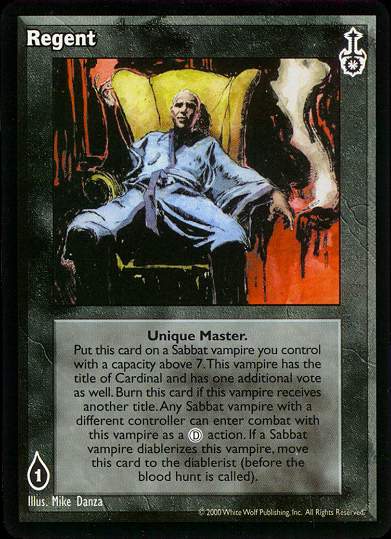 Regent
Unique Master.
Put this card on a Sabbat vampire you control
with a capacity above 7. This vampire has the
title of Cardinal and has one additional vote
as well. Burn this card if this vampire receives
another title. Any Sabbat vampire with a
different controller can enter combat with
this vampire as a D action. If a Sabbat
vampire diablerizes this vampire, move
this card to the diablerist (before the
blood hunt is called).
1
Illus. Mike Danza
© 2000 White Wolf Publishing, Inc. All Rights Reserved.